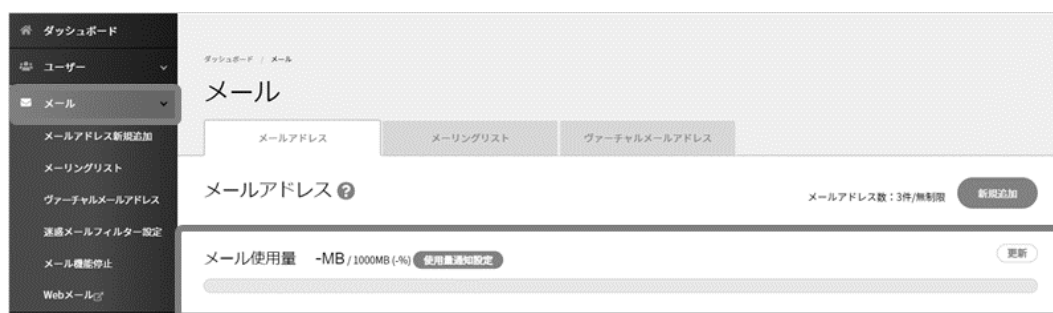 ダッシュボード
ユーザー
メール
メールアドレス新規追加
メーリングリスト
ヴァーチャルメールアドレス
迷惑メールフィルター設定
メール機能停止
Webメール
ダッシュボード / メール
メール
メールアドレス メーリングリスト ヴァーチャルメールアドレス
メールアドレス ?
メールアドレス数：3件/無制限 新規追加
メール使用量 -MB / 1000MB (-%) 使用量通知設定
更新